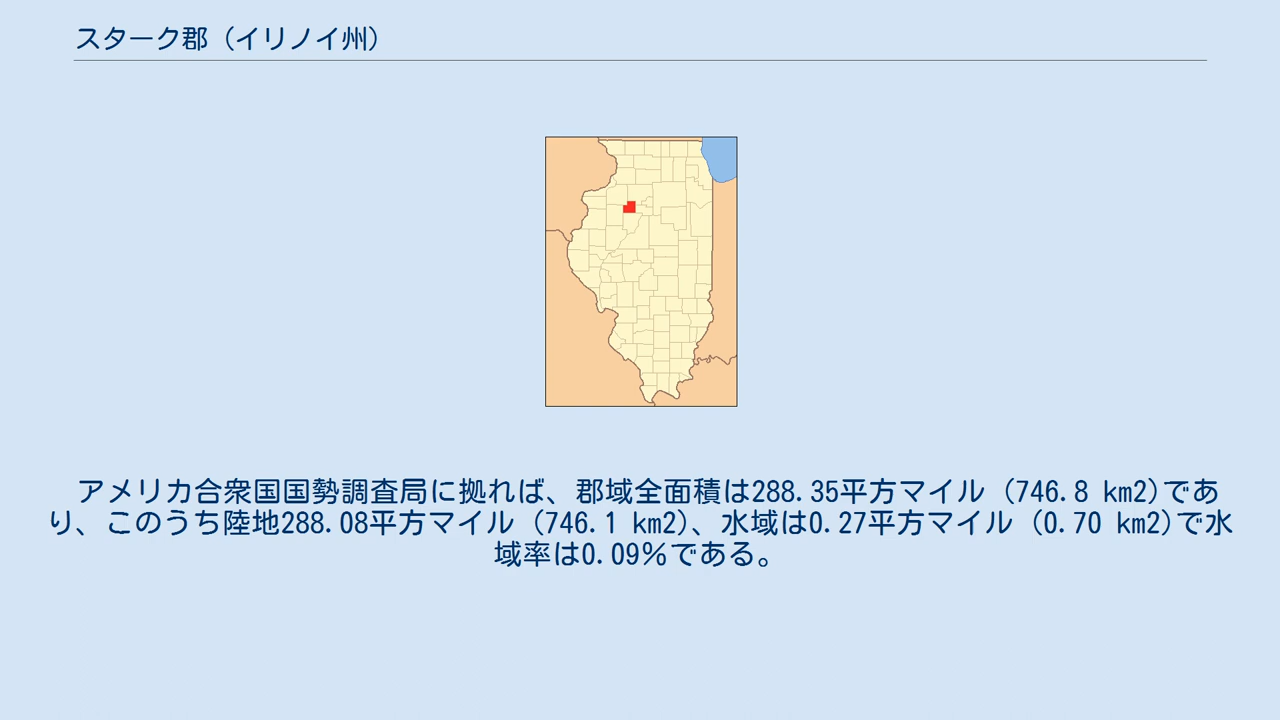 スターク郡（イリノイ州）
アメリカ合衆国国勢調査局に拠れば、郡域全面積は288.35平方マイル (746.8 km2)であ
り、このうち陸地288.08平方マイル (746.1 km2)、水域は0.27平方マイル (0.70 km2)で水
域率は0.09％である。